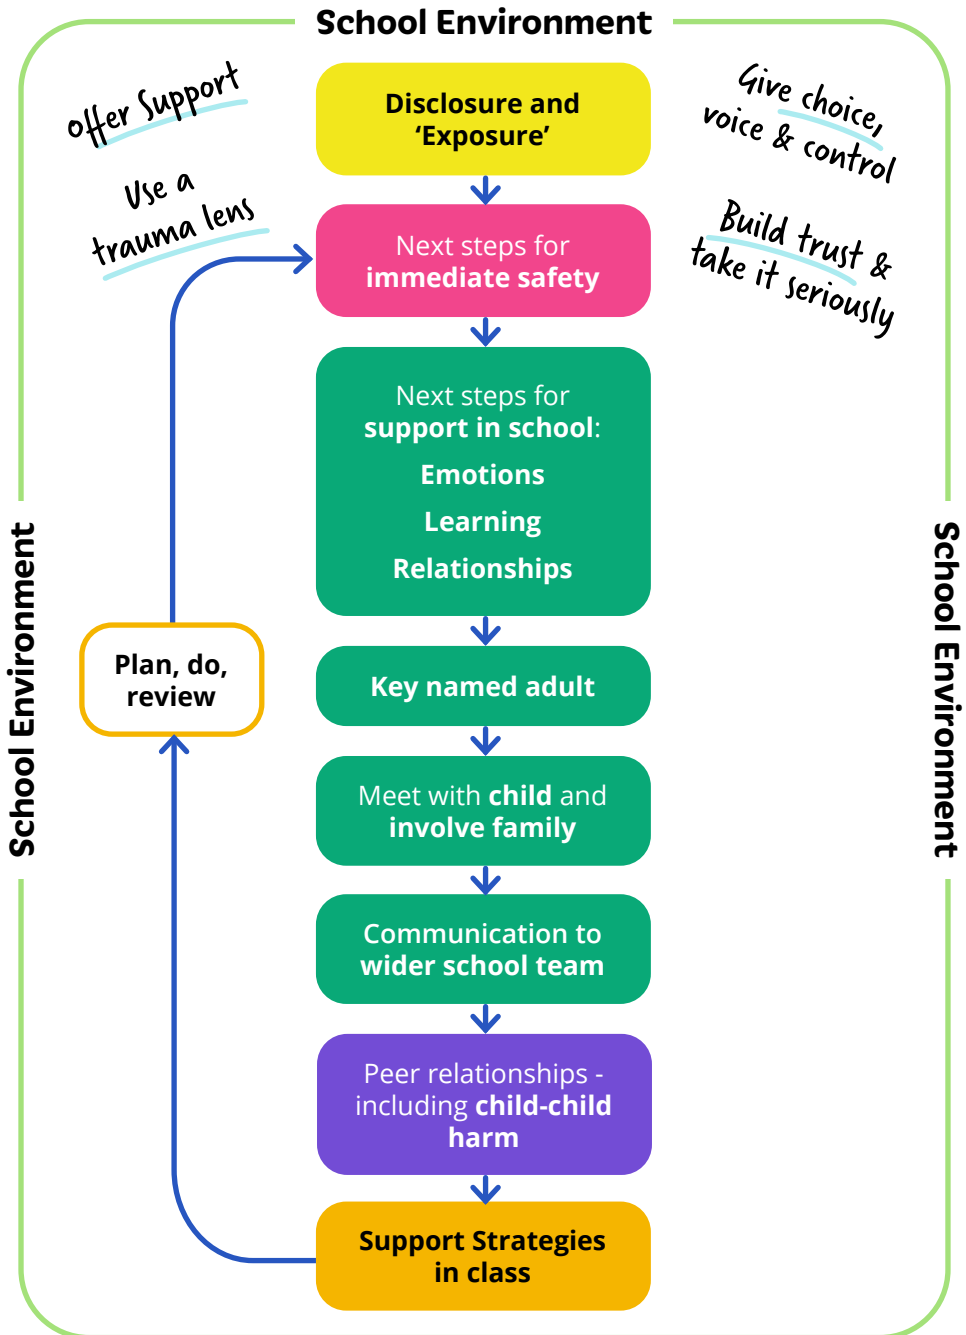 School Environment
offer Support
Use a
trauma lens
Give choice,
voice & control
Build trust &
take it seriously
Disclosure and
‘Exposure’
Next steps for
immediate safety
Next steps for
support in school:
Emotions
Learning
Relationships
Key named adult
Meet with child and
involve family
Communication to
wider school team
Peer relationships -
including child-child
harm
Support Strategies
in class
Plan, do,
review
School Environment
School Environment